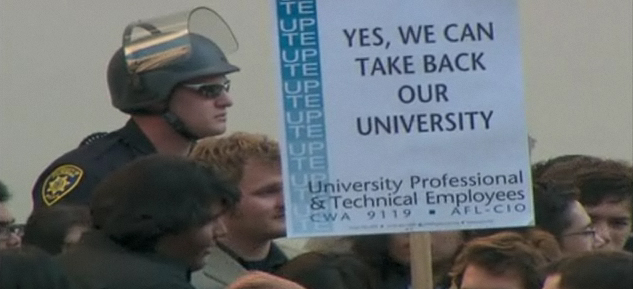 UPTE
YES, WE CAN
TAKE BACK
OUR
UNIVERSITY
University Professional
& Technical Employees
CWA 9119 ▪ AFL-CIO